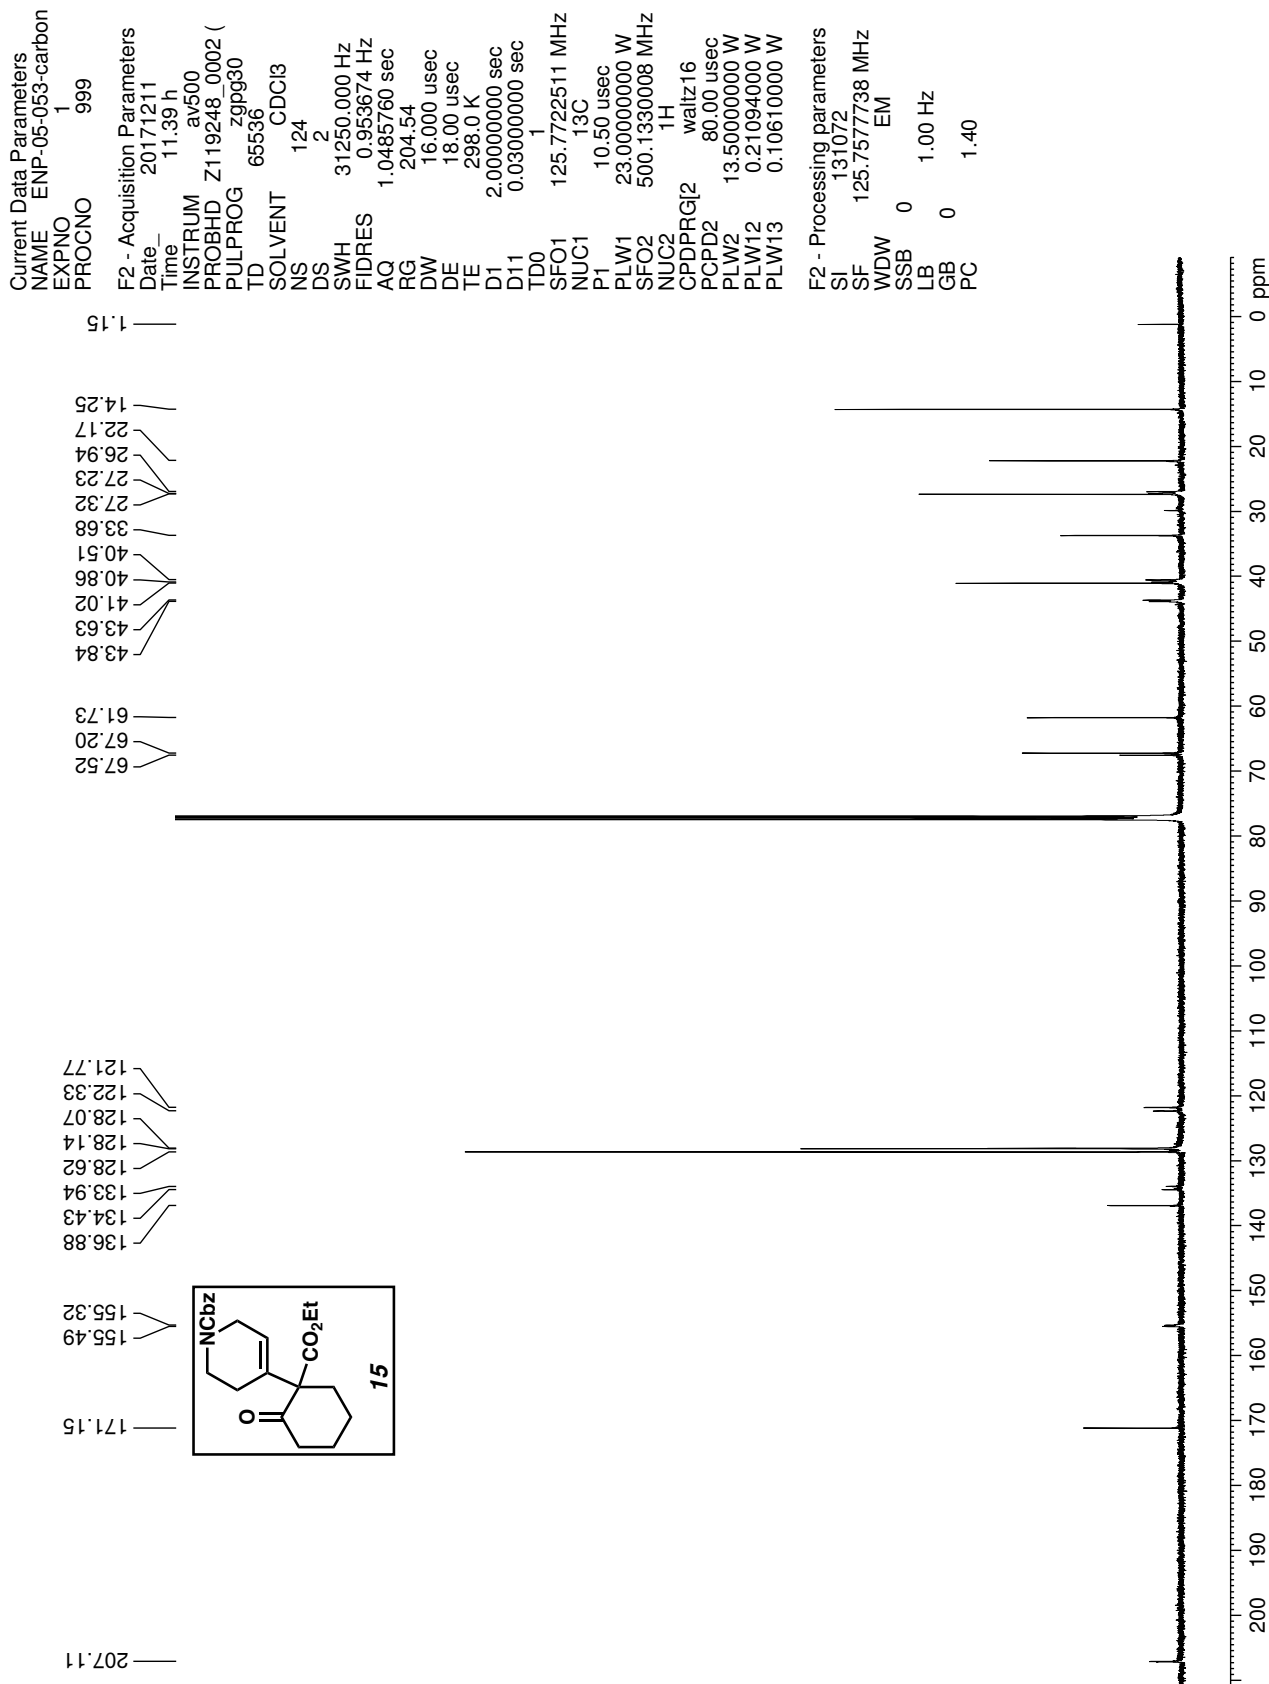 Current Data Parameters
NAME ENP-05-053-carbon
EXPNO 1
PROCNO 999
F2 - Acquisition Parameters
Date_ 20171211
Time 11.39 h
INSTRUM av500
PROBHD Z119248_0002 (
PULPROG zgpg30
TD 65536
SOLVENT CDCl3
NS 124
DS 2
SWH 31250.000 Hz
FIDRES 0.953674 Hz
AQ 1.0485760 sec
RG 204.54
DW 16.000 usec
DE 18.00 usec
TE 298.0 K
D1 2.00000000 sec
D11 0.03000000 sec
TD0 1
SFO1 125.7722511 MHz
NUC1 13C
P1 10.50 usec
PLW1 23.00000000 W
SFO2 500.1330008 MHz
NUC2 1H
CPDPRG[2 waltz16
PCPD2 80.00 usec
PLW2 13.50000000 W
PLW12 0.21094000 W
PLW13 0.10610000 W
F2 - Processing parameters
SI 131072
SF 125.7577738 MHz
WDW EM
SSB 0
LB 1.00 Hz
GB 0
PC 1.40
207.11
171.15
155.49
155.32
136.88
134.43
133.94
128.62
128.14
128.07
122.33
121.77
67.52
67.20
61.73
43.84
43.63
41.02
40.86
40.51
33.68
27.32
27.23
26.94
22.17
14.25
1.15
NCbz
O
CO2Et
15
200 190 180 170 160 150 140 130 120 110 100 90 80 70 60 50 40 30 20 10 0 ppm